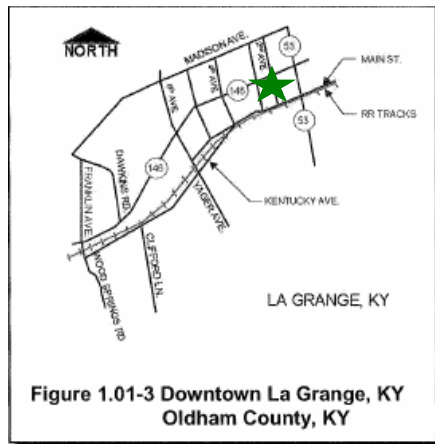 NORTH
MADISON AVE.
53
MAIN ST.
146
RR TRACKS
53
146
DAWKINS RD
FRANKLIN AVE.
YAGER AVE.
KENTUCKY AVE.
CLIFFORD LN.
WOOD SPRINGS RD
LA GRANGE, KY
Figure 1.01-3 Downtown La Grange, KY
Oldham County, KY